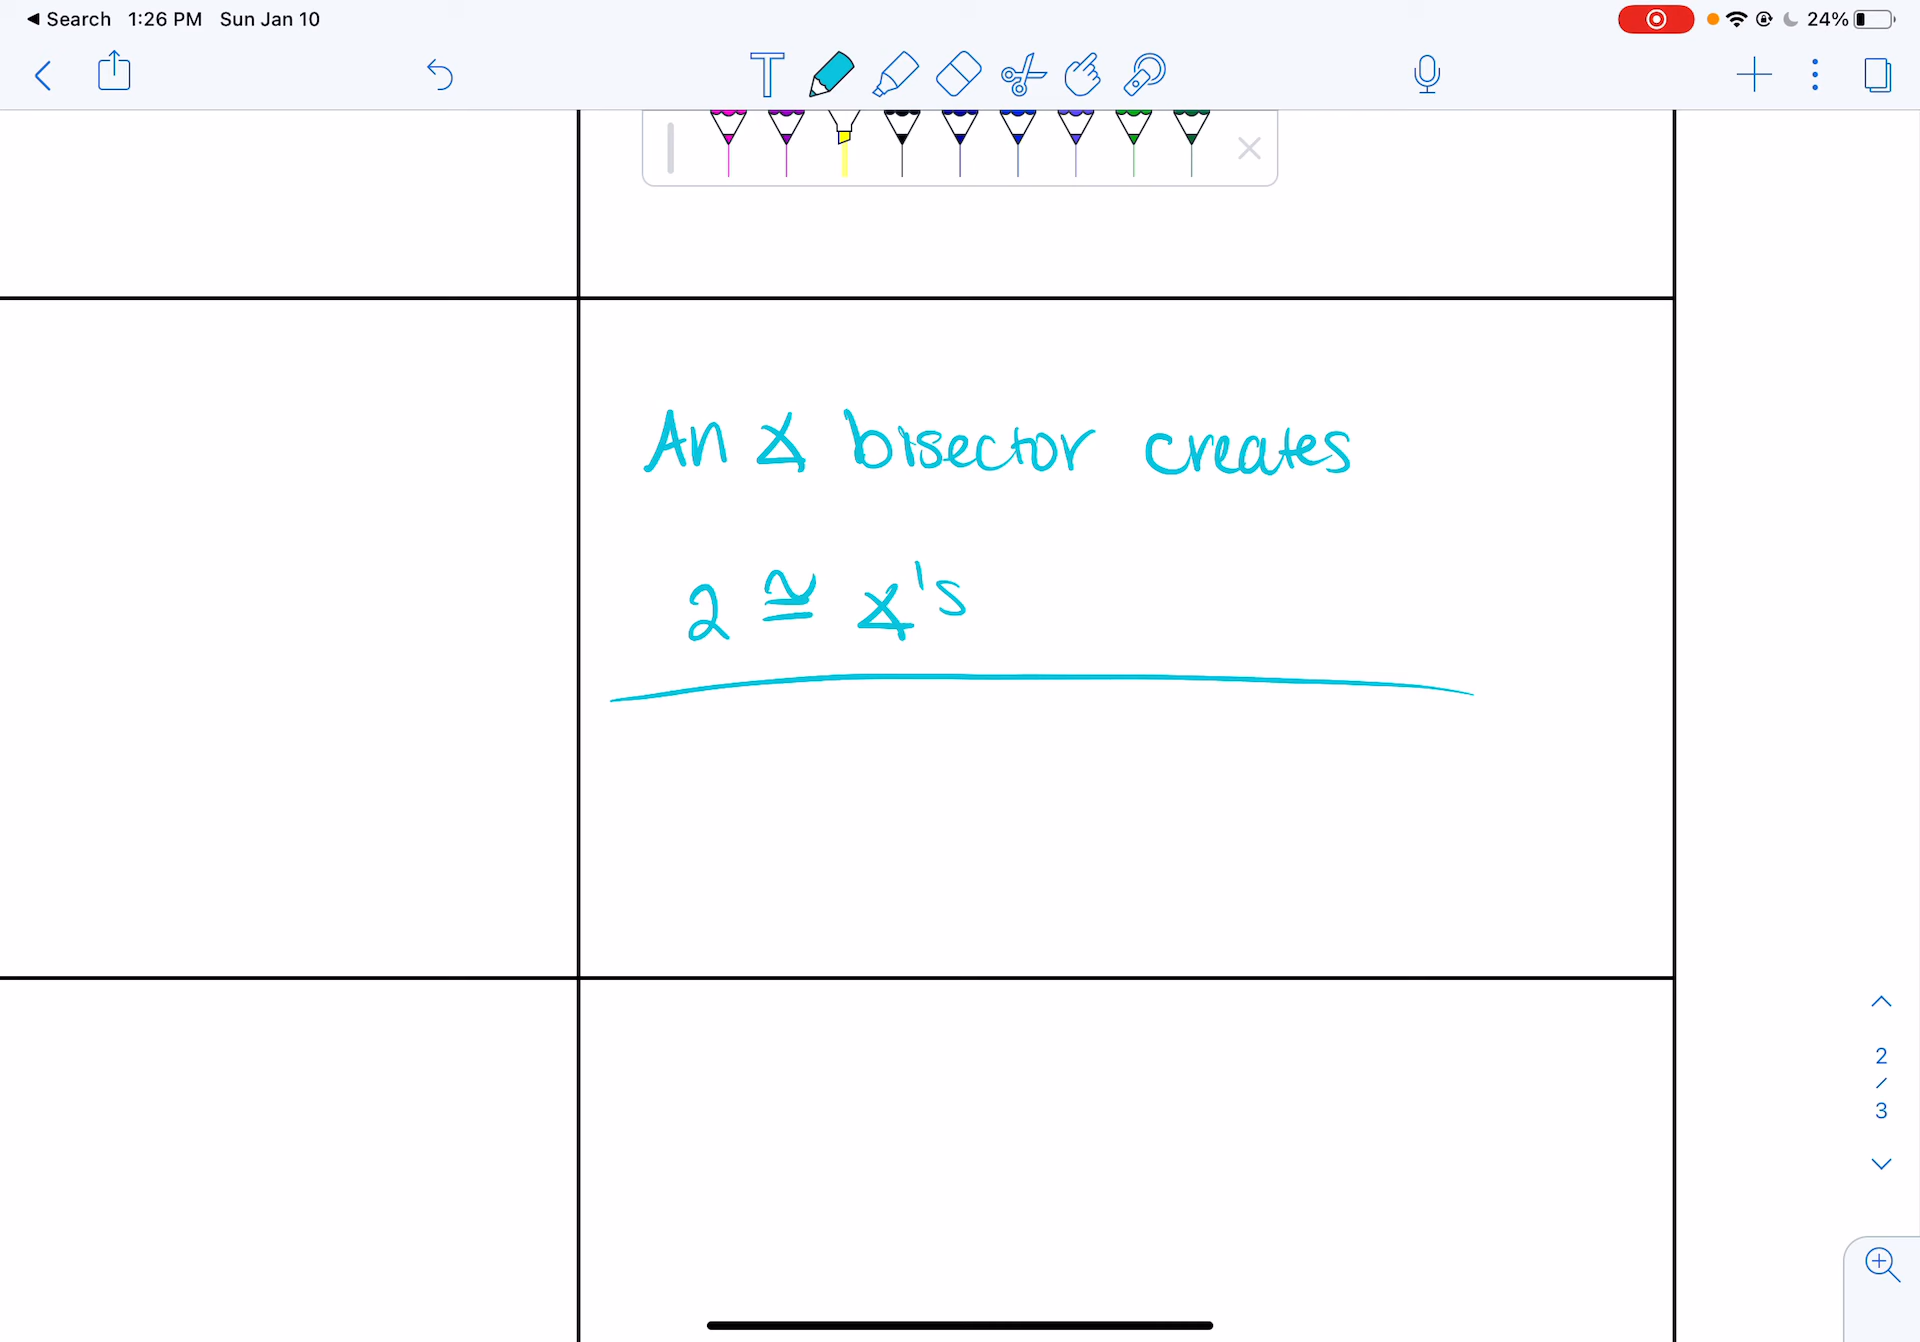 Search 1:26 PM Sun Jan 10 24%
An ∡ bisector creates
2 ≅ ∡'s
2
/
3